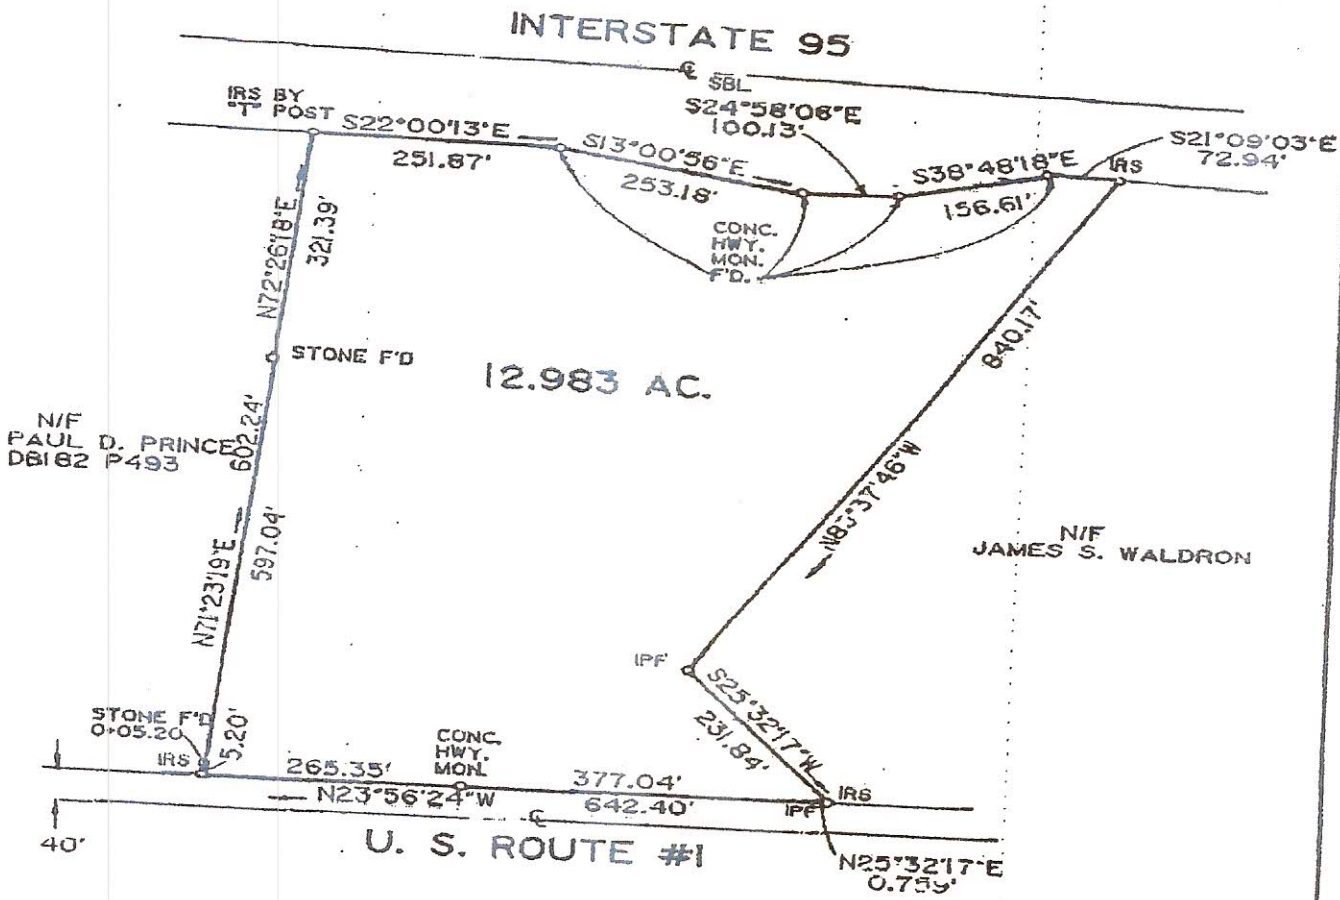 INTERSTATE 95
℄ SBL
IRS BY
"T" POST
S22°00'13"E
251.87'
S13°00'56"E
253.18'
S24°58'06"E
100.13'
S38°48'18"E
156.61'
S21°09'03"E
72.94'
IRS
CONC.
HWY.
MON.
F'D.
N72°26'18"E
321.39'
STONE F'D
12.983 AC.
840.17'
N/F
PAUL D. PRINCE
DB182 P493
602.24'
N71°23'19"E
597.04'
N/F
JAMES S. WALDRON
IPF
S25°32'17"W
231.84'
STONE F'D
0+05.20
IRS
5.20'
265.35'
CONC.
HWY.
MON.
377.04'
N23°56'24"W
642.40'
IPF
IRS
℄
40'
U. S. ROUTE #1
N25°32'17"E